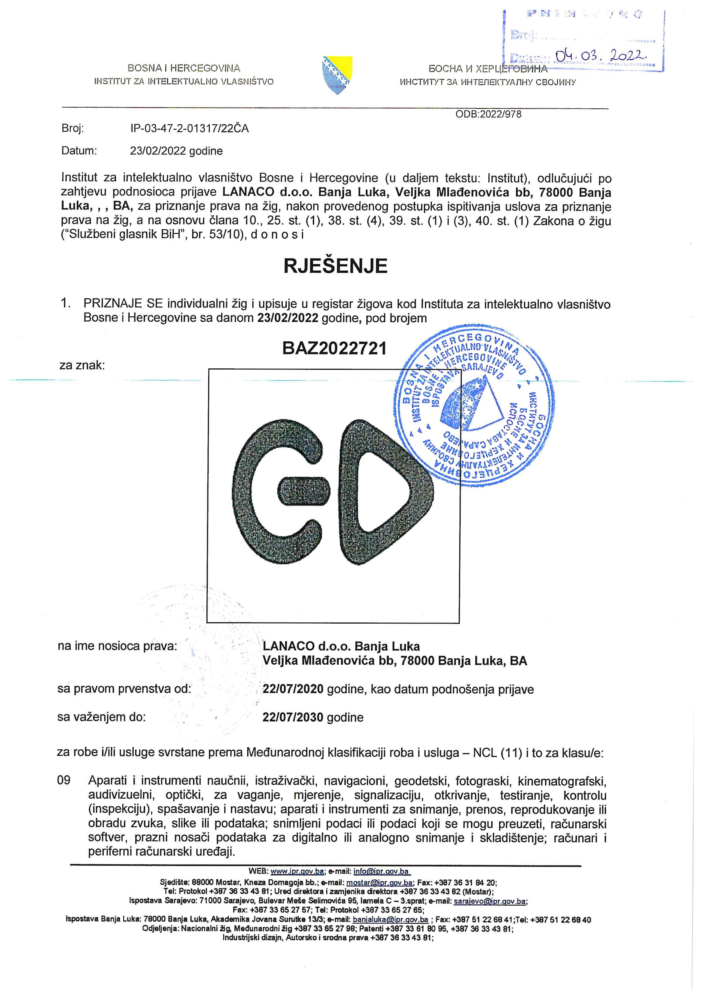 Broj:
Datum: 04.03. 2022.
BOSNA I HERCEGOVINA
INSTITUT ZA INTELEKTUALNO VLASNIŠTVO
БОСНА И ХЕРЦЕГОВИНА
ИНСТИТУТ ЗА ИНТЕЛЕКТУАЛНУ СВОЈИНУ
ODB:2022/978
Broj: IP-03-47-2-01317/22ČA
Datum: 23/02/2022 godine
Institut za intelektualno vlasništvo Bosne i Hercegovine (u daljem tekstu: Institut), odlučujući po
zahtjevu podnosioca prijave LANACO d.o.o. Banja Luka, Veljka Mlađenovića bb, 78000 Banja
Luka, , , BA, za priznanje prava na žig, nakon provedenog postupka ispitivanja uslova za priznanje
prava na žig, a na osnovu člana 10., 25. st. (1), 38. st. (4), 39. st. (1) i (3), 40. st. (1) Zakona o žigu
(“Službeni glasnik BiH”, br. 53/10), d o n o s i
RJEŠENJE
1. PRIZNAJE SE individualni žig i upisuje u registar žigova kod Instituta za intelektualno vlasništvo
Bosne i Hercegovine sa danom 23/02/2022 godine, pod brojem
BAZ2022721
za znak:
BOSNA I HERCEGOVINA
INSTITUT ZA INTELEKTUALNO VLASNIŠTVO
BOSNE I HERCEGOVINE
ISPOSTAVA SARAJEVO
БОСНА И ХЕРЦЕГОВИНА
ИНСТИТУТ ЗА ИНТЕЛЕКТУАЛНУ СВОЈИНУ
БОСНЕ И ХЕРЦЕГОВИНЕ
ИСПОСТАВА САРАЈЕВО
na ime nosioca prava: LANACO d.o.o. Banja Luka
Veljka Mlađenovića bb, 78000 Banja Luka, BA
sa pravom prvenstva od: 22/07/2020 godine, kao datum podnošenja prijave
sa važenjem do: 22/07/2030 godine
za robe i/ili usluge svrstane prema Međunarodnoj klasifikaciji roba i usluga – NCL (11) i to za klasu/e:
09 Aparati i instrumenti naučnii, istraživački, navigacioni, geodetski, fotograski, kinematografski,
audivizuelni, optički, za vaganje, mjerenje, signalizaciju, otkrivanje, testiranje, kontrolu
(inspekciju), spašavanje i nastavu; aparati i instrumenti za snimanje, prenos, reprodukovanje ili
obradu zvuka, slike ili podataka; snimljeni podaci ili podaci koji se mogu preuzeti, računarski
softver, prazni nosači podataka za digitalno ili analogno snimanje i skladištenje; računari i
periferni računarski uređaji.
WEB: www.ipr.gov.ba; e-mail: info@ipr.gov.ba
Sjedište: 88000 Mostar, Kneza Domagoja bb.; e-mail: mostar@ipr.gov.ba; Fax: +387 36 31 84 20;
Tel: Protokol +387 36 33 43 81; Ured direktora i zamjenika direktora +387 36 33 43 82 (Mostar);
Ispostava Sarajevo: 71000 Sarajevo, Bulevar Meše Selimovića 95, lamela C – 3.sprat; e-mail: sarajevo@ipr.gov.ba;
Fax: +387 33 65 27 57; Tel: Protokol +387 33 65 27 65;
Ispostava Banja Luka: 78000 Banja Luka, Akademika Jovana Surutke 13/3; e-mail: banjaluka@ipr.gov.ba ; Fax: +387 51 22 68 41;Tel: +387 51 22 68 40
Odjeljenja: Nacionalni žig, Međunarodni žig +387 33 65 27 98; Patenti +387 33 61 80 95, +387 36 33 43 81;
Industrijski dizajn, Autorsko i srodna prava +387 36 33 43 81;